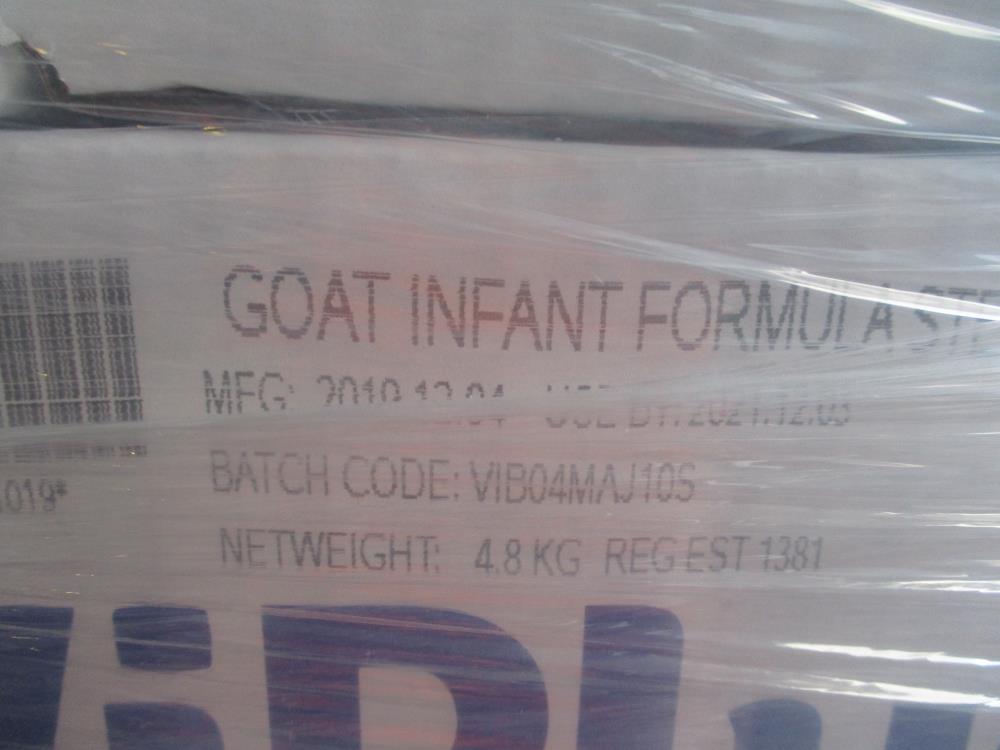 GOAT INFANT FORMULA
MFG: 2019.12.04 USE BY: 2021.12.03
BATCH CODE: VIB04MAJ10S
1019*
NETWEIGHT: 4.8 KG REG EST 1381